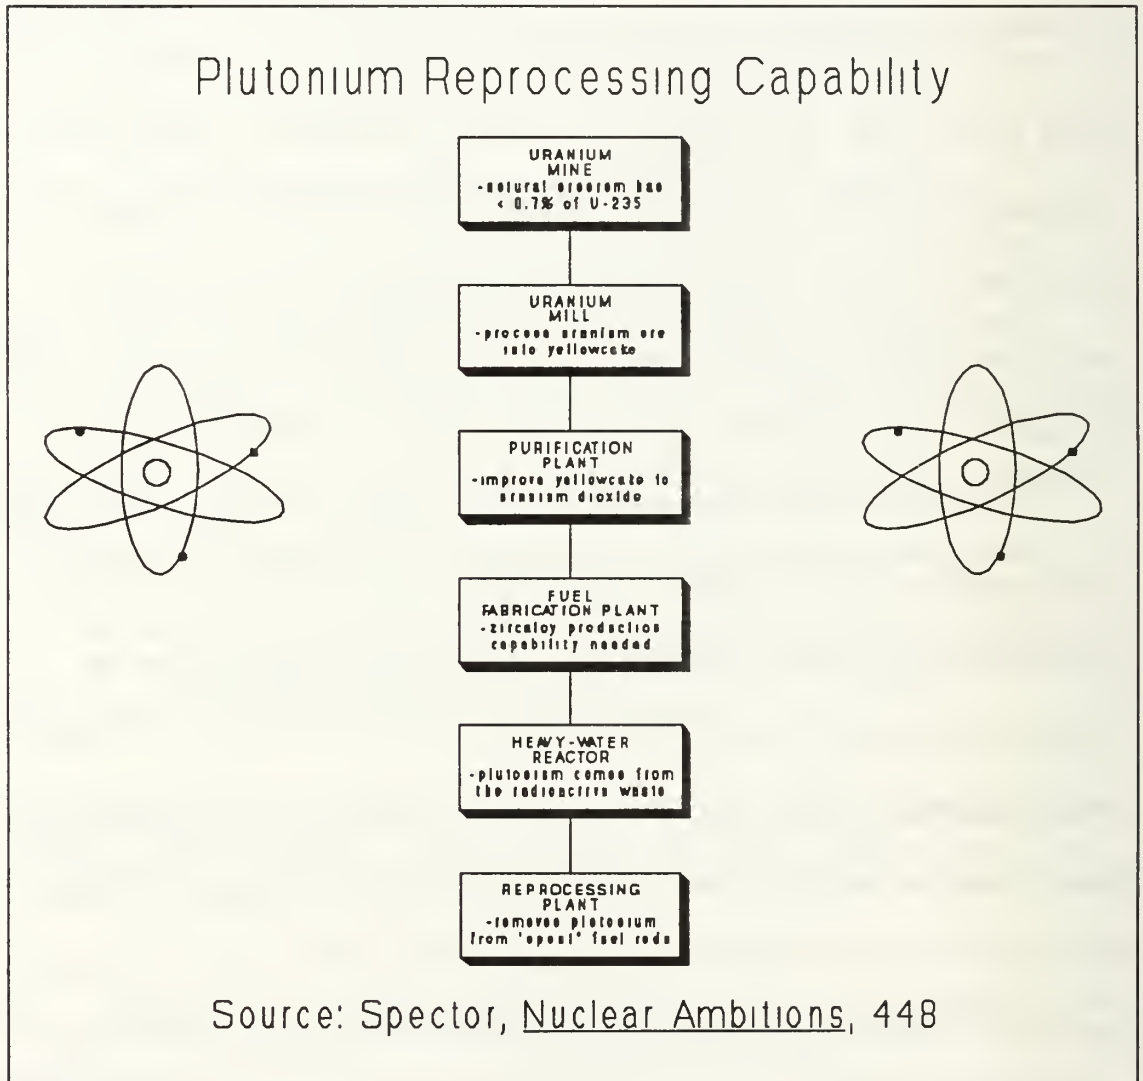 Plutonium Reprocessing Capability
URANIUM
MINE
-natural uranium has
< 0.7% of U-235
URANIUM
MILL
-process uranium ore
into yellowcake
PURIFICATION
PLANT
-improve yellowcake to
uranium dioxide
FUEL
FABRICATION PLANT
-zircaloy production
capability needed
HEAVY-WATER
REACTOR
-plutonium comes from
the radioactive waste
REPROCESSING
PLANT
-removes plutonium
from "spent" fuel rods
Source: Spector, Nuclear Ambitions, 448